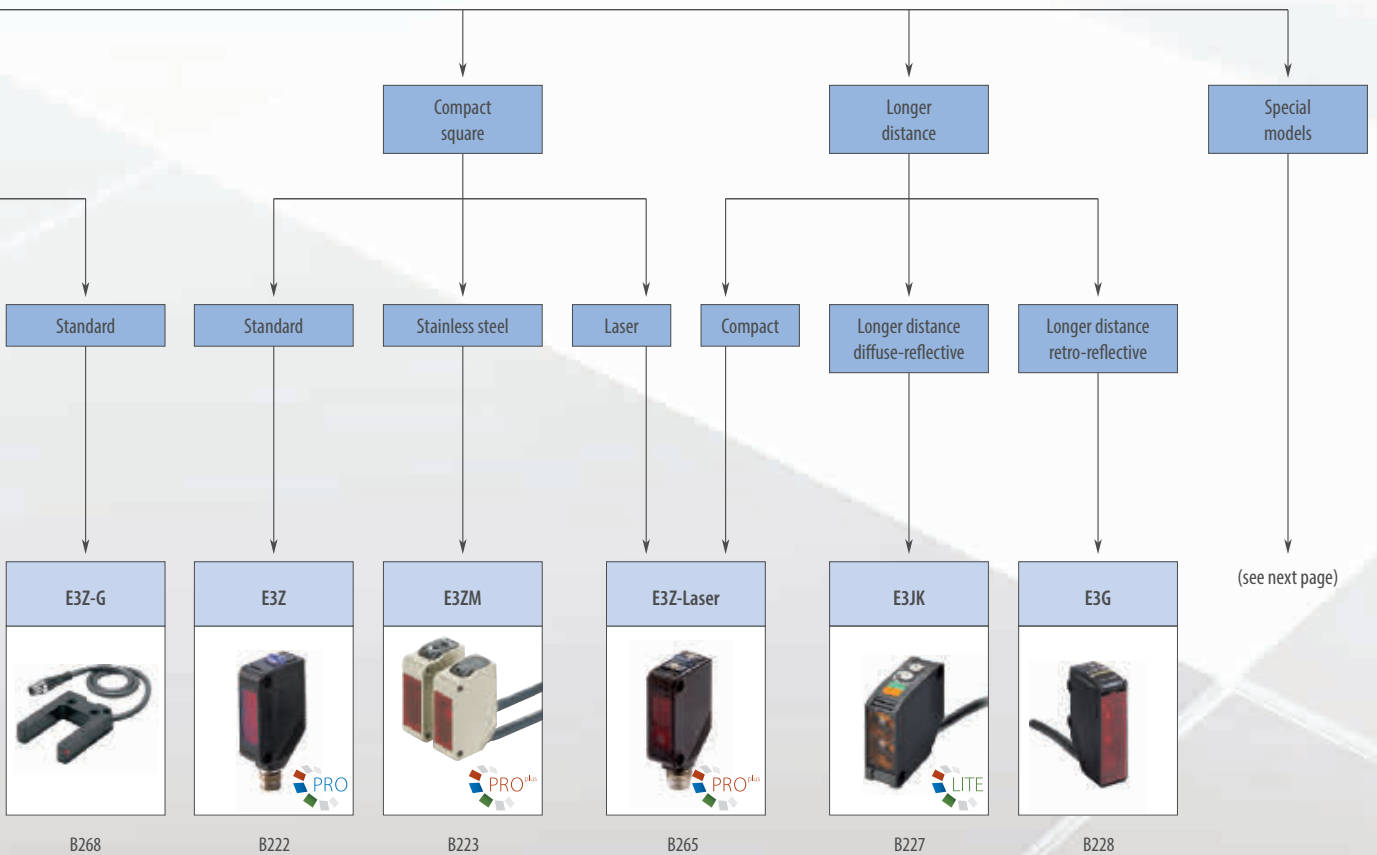 Compact
square
Longer
distance
Special
models
Standard
Standard
Stainless steel
Laser
Compact
Longer distance
diffuse-reflective
Longer distance
retro-reflective
E3Z-G
E3Z
E3ZM
E3Z-Laser
E3JK
E3G
(see next page)
PRO
PROplus
PROplus
LITE
B268
B222
B223
B265
B227
B228